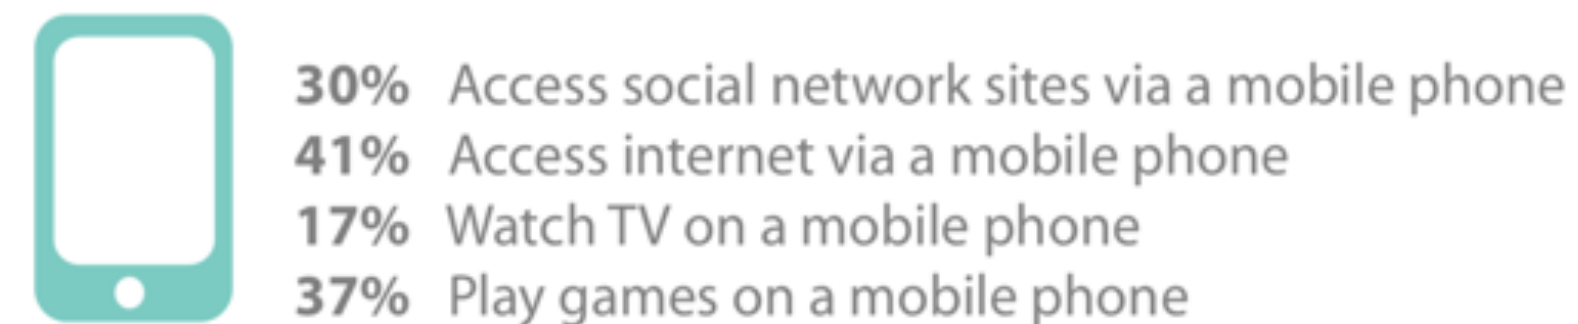 30% Access social network sites via a mobile phone
41% Access internet via a mobile phone
17% Watch TV on a mobile phone
37% Play games on a mobile phone